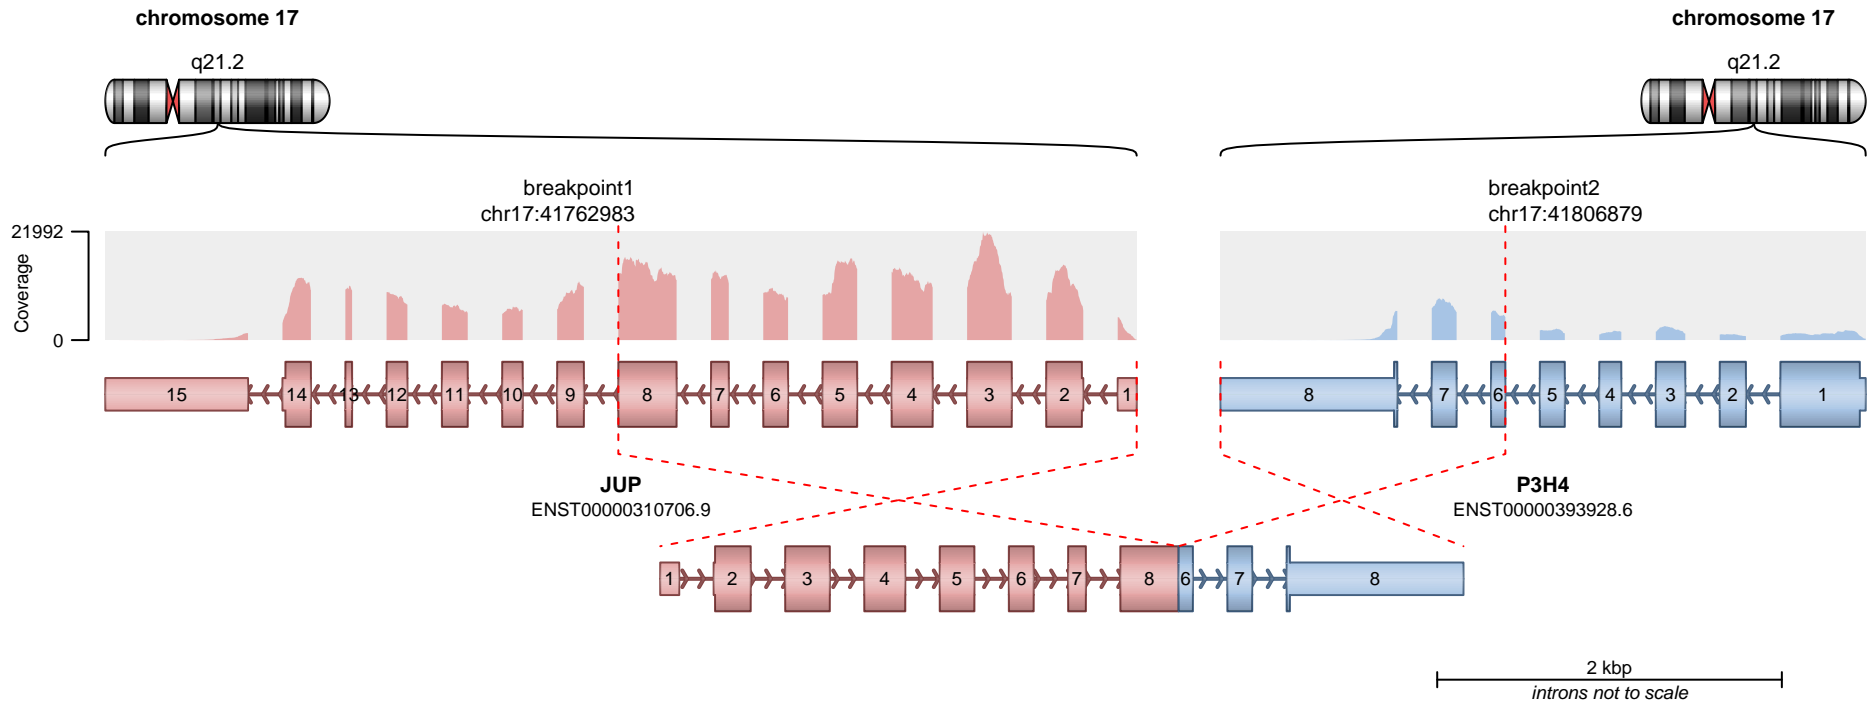 chromosome 17
chromosome 17
q21.2
q21.2
breakpoint1
chr17:41762983
breakpoint2
chr17:41806879
21992
Coverage
0
15 14 13 12 11 10 9 8 7 6 5 4 3 2 1
8 7 6 5 4 3 2 1
JUP
ENST00000310706.9
P3H4
ENST00000393928.6
1 2 3 4 5 6 7 8 6 7 8
2 kbp
introns not to scale